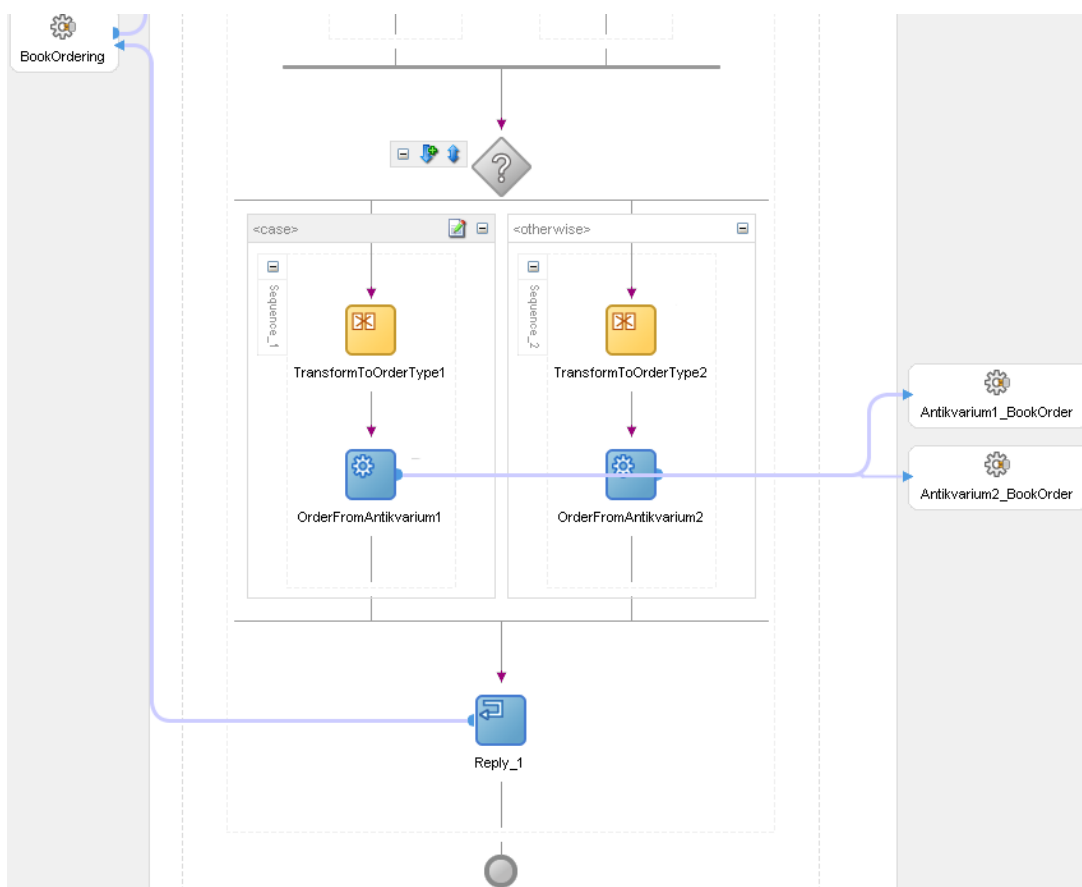 BookOrdering
?
<case>
<otherwise>
Sequence_1
Sequence_2
TransformToOrderType1
TransformToOrderType2
Antikvarium1_BookOrder
Antikvarium2_BookOrder
OrderFromAntikvarium1
OrderFromAntikvarium2
Reply_1